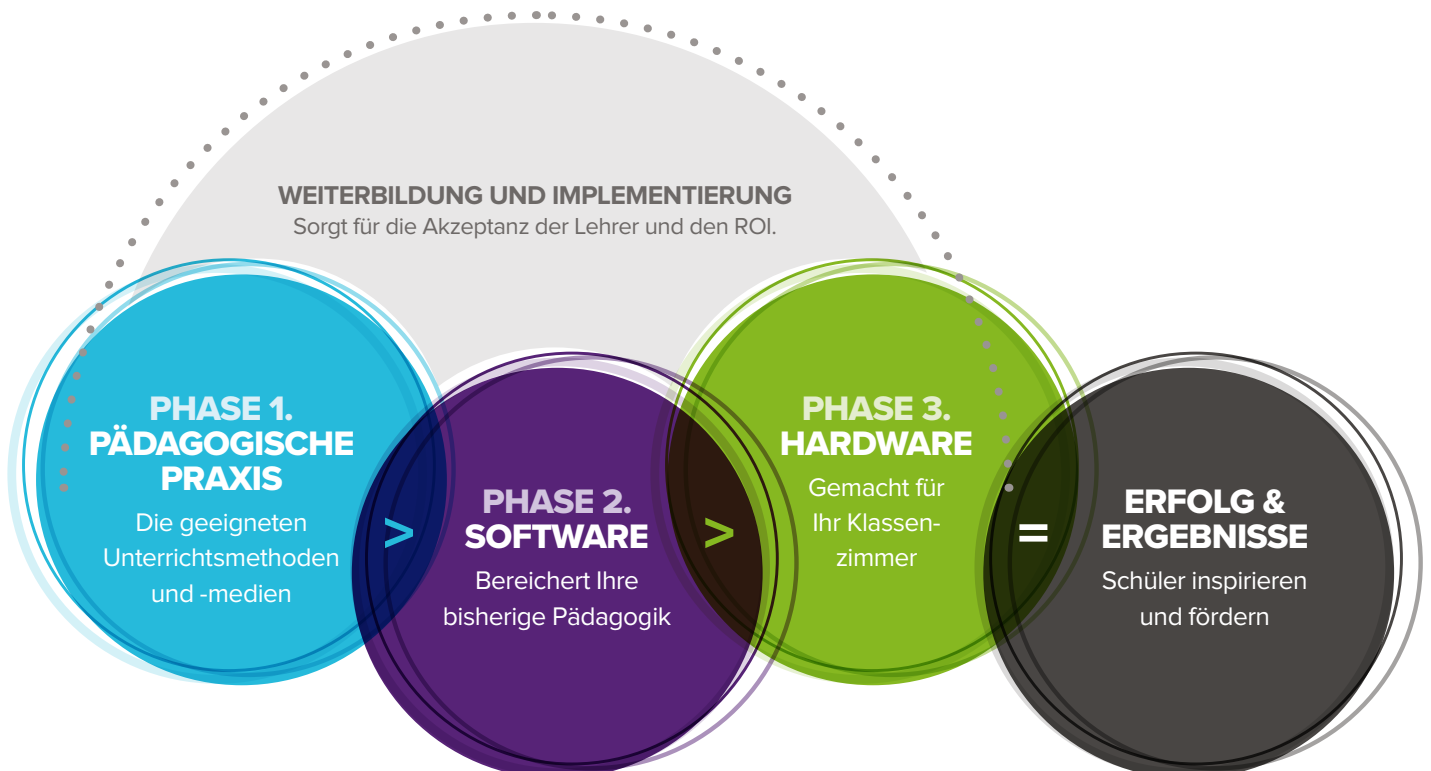 WEITERBILDUNG UND IMPLEMENTIERUNG
Sorgt für die Akzeptanz der Lehrer und den ROI.
PHASE 1.
PÄDAGOGISCHE
PRAXIS
Die geeigneten
Unterrichtsmethoden
und -medien
>
PHASE 2.
SOFTWARE
Bereichert Ihre
bisherige Pädagogik
>
PHASE 3.
HARDWARE
Gemacht für
Ihr Klassen-
zimmer
=
ERFOLG &
ERGEBNISSE
Schüler inspirieren
und fördern